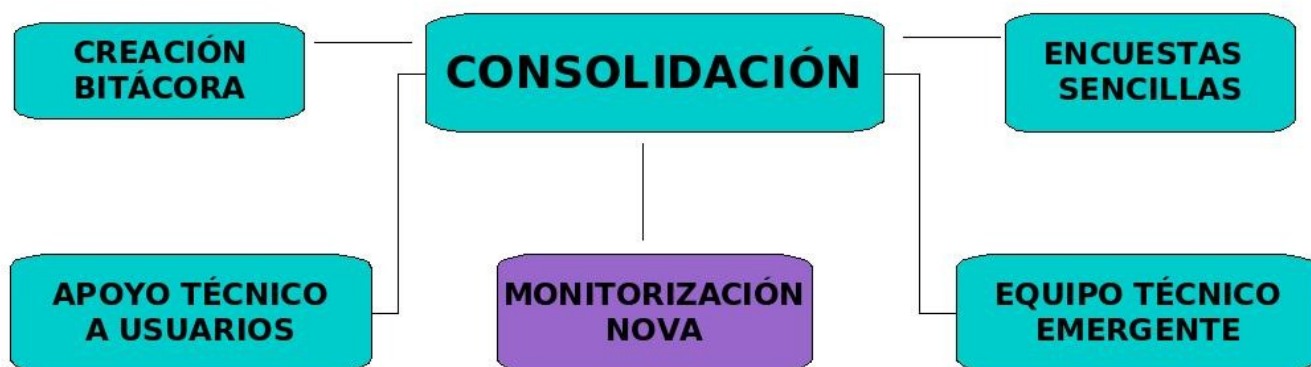 CREACIÓN
BITÁCORA
CONSOLIDACIÓN
ENCUESTAS
SENCILLAS
APOYO TÉCNICO
A USUARIOS
MONITORIZACIÓN
NOVA
EQUIPO TÉCNICO
EMERGENTE